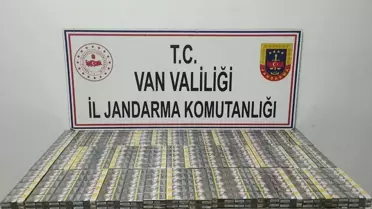 T.C.
VAN VALİLİĞİ
İL JANDARMA KOMUTANLIĞI